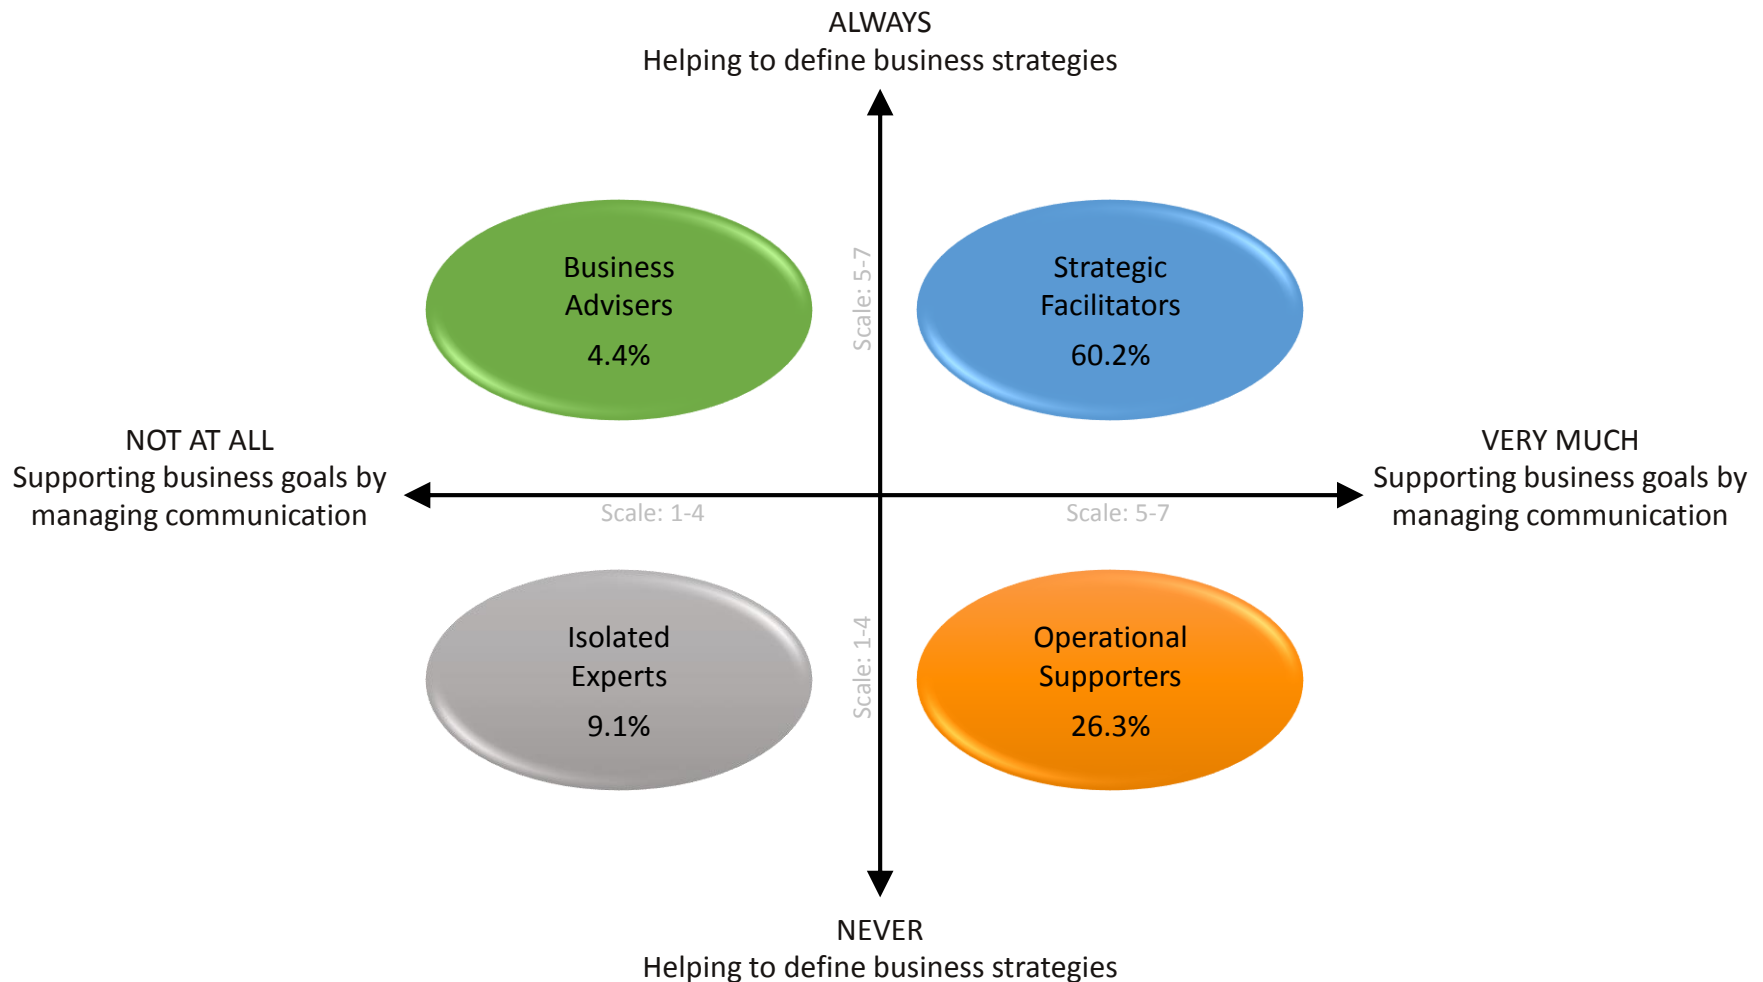 ALWAYS
Helping to define business strategies
Business
Advisers
4.4%
Scale: 5-7
Strategic
Facilitators
60.2%
NOT AT ALL
Supporting business goals by
managing communication
VERY MUCH
Supporting business goals by
managing communication
Scale: 1-4
Scale: 5-7
Isolated
Experts
9.1%
Scale: 1-4
Operational
Supporters
26.3%
NEVER
Helping to define business strategies